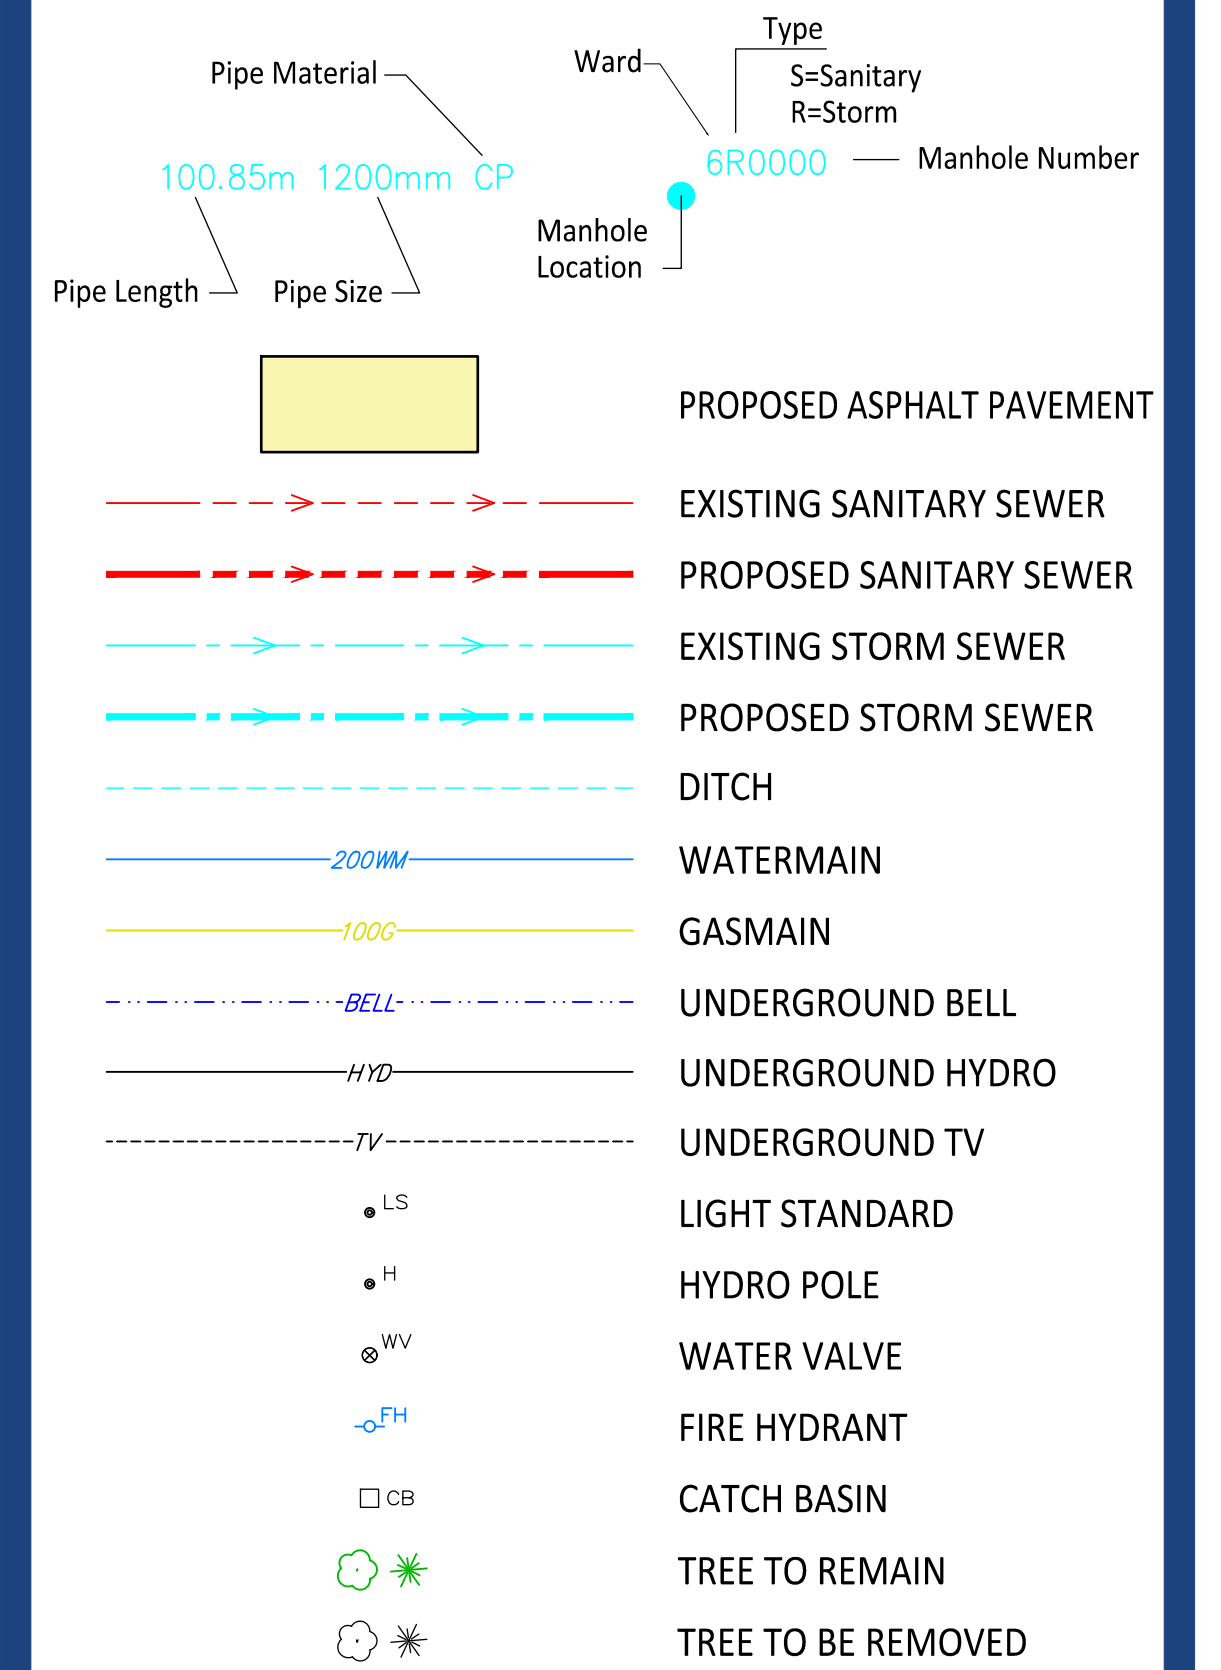 Type
Ward
S=Sanitary
R=Storm
Pipe Material
6R0000
Manhole Number
100.85m 1200mm CP
Manhole
Location
Pipe Length
Pipe Size
PROPOSED ASPHALT PAVEMENT
EXISTING SANITARY SEWER
PROPOSED SANITARY SEWER
EXISTING STORM SEWER
PROPOSED STORM SEWER
DITCH
200WM WATERMAIN
100G GASMAIN
BELL UNDERGROUND BELL
HYD UNDERGROUND HYDRO
TV UNDERGROUND TV
LS LIGHT STANDARD
H HYDRO POLE
WV WATER VALVE
FH FIRE HYDRANT
CB CATCH BASIN
TREE TO REMAIN
TREE TO BE REMOVED